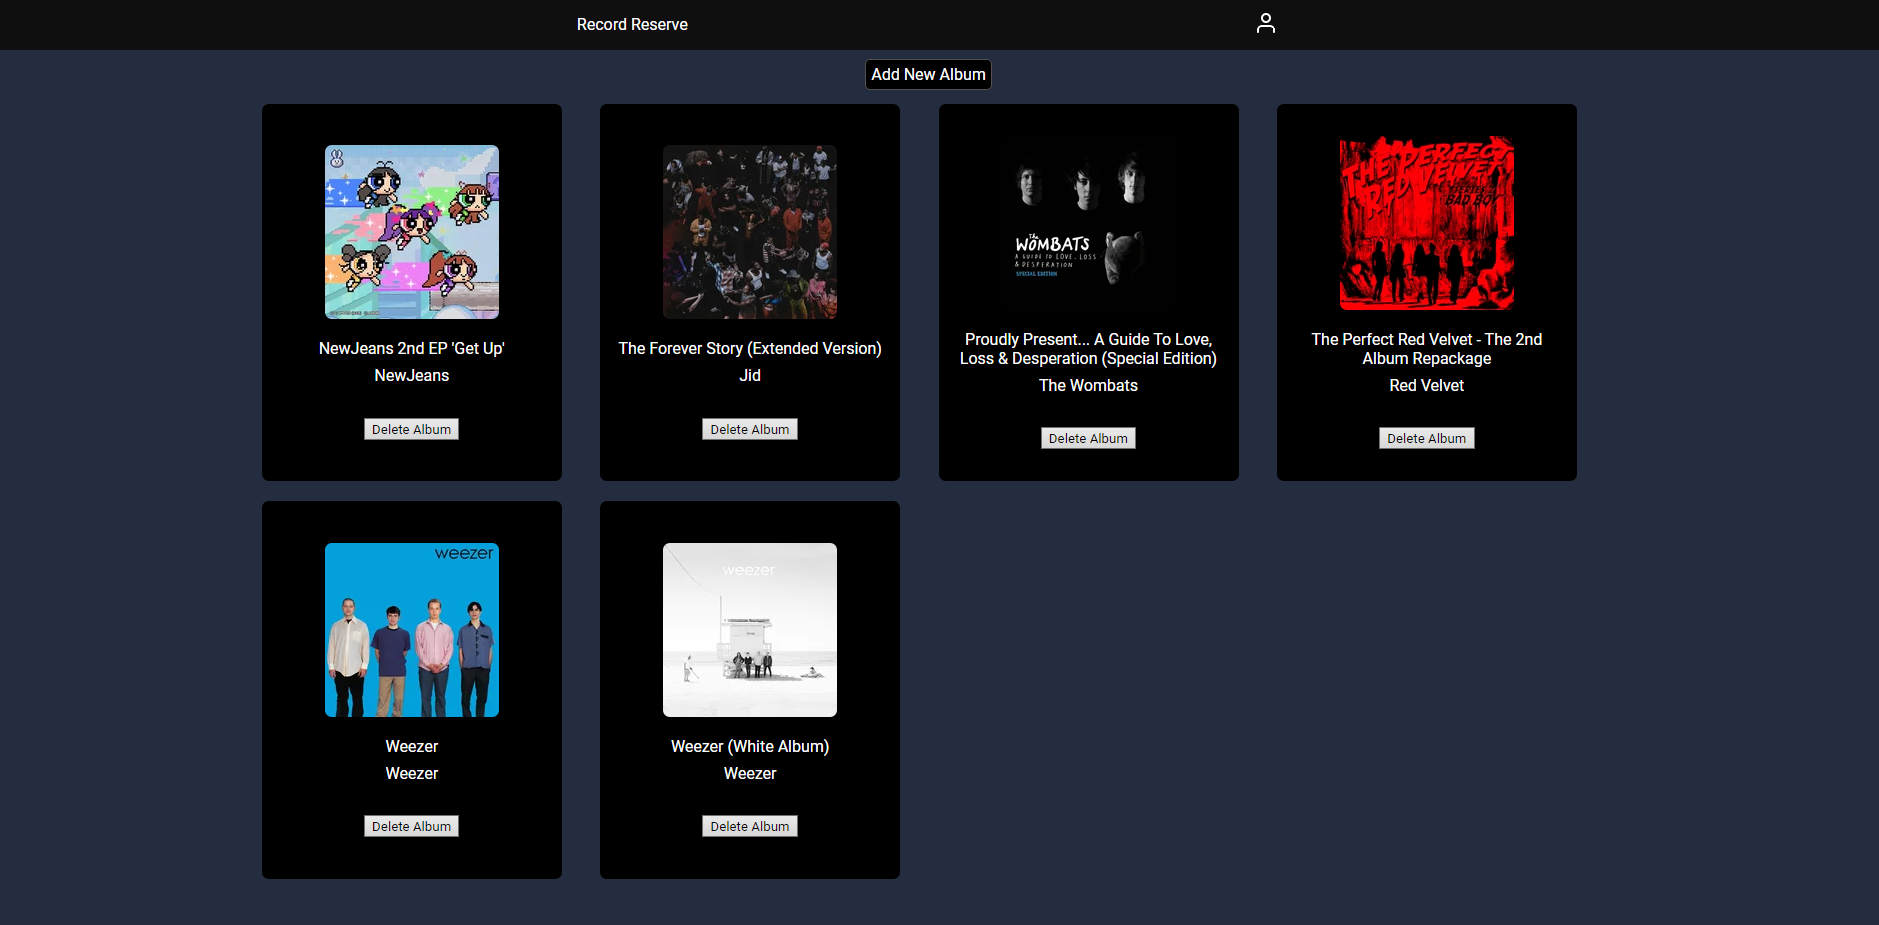 Record Reserve
Add New Album
NewJeans 2nd EP 'Get Up'
NewJeans
Delete Album
The Forever Story (Extended Version)
Jid
Delete Album
The
WOMBATS
A GUIDE TO LOVE, LOSS
& DESPERATION
SPECIAL EDITION
Proudly Present... A Guide To Love,
Loss & Desperation (Special Edition)
The Wombats
Delete Album
THE PERFECT
RED VELVET
BAD BOY
The Perfect Red Velvet - The 2nd
Album Repackage
Red Velvet
Delete Album
weezer
Weezer
Weezer
Delete Album
weezer
Weezer (White Album)
Weezer
Delete Album